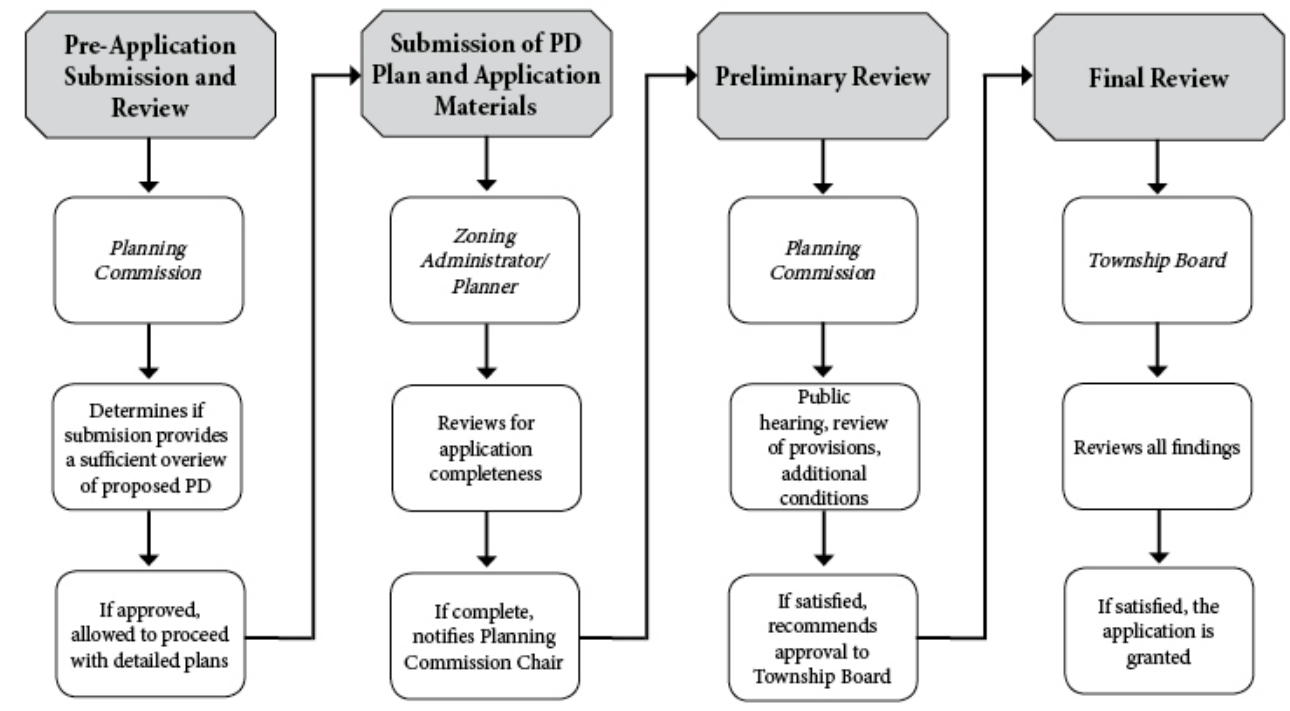 Pre-Application
Submission and
Review
Planning
Commission
Determines if
submision provides
a sufficient overiew
of proposed PD
If approved,
allowed to proceed
with detailed plans
Submission of PD
Plan and Application
Materials
Zoning
Administrator/
Planner
Reviews for
application
completeness
If complete,
notifies Planning
Commission Chair
Preliminary Review
Planning
Commission
Public
hearing, review
of provisions,
additional
conditions
If satisfied,
recommends
approval to
Township Board
Final Review
Township Board
Reviews all findings
If satisfied, the
application is
granted